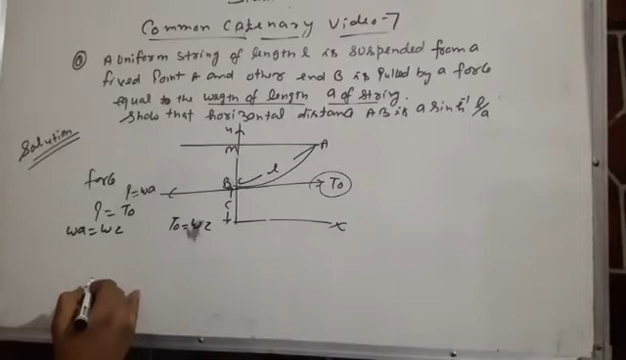 Common Catenary Video-7
Q A uniform string of length l is suspended from a
fixed point A and other end B is pulled by a force
equal to the wegth of length a of string.
Show that horizontal distanc AB is a sinh⁻¹ l/a
Solution
M
A
l
force
P=wa
B
C
T0
P = T0
C
wa = wc
T0 = wc
X